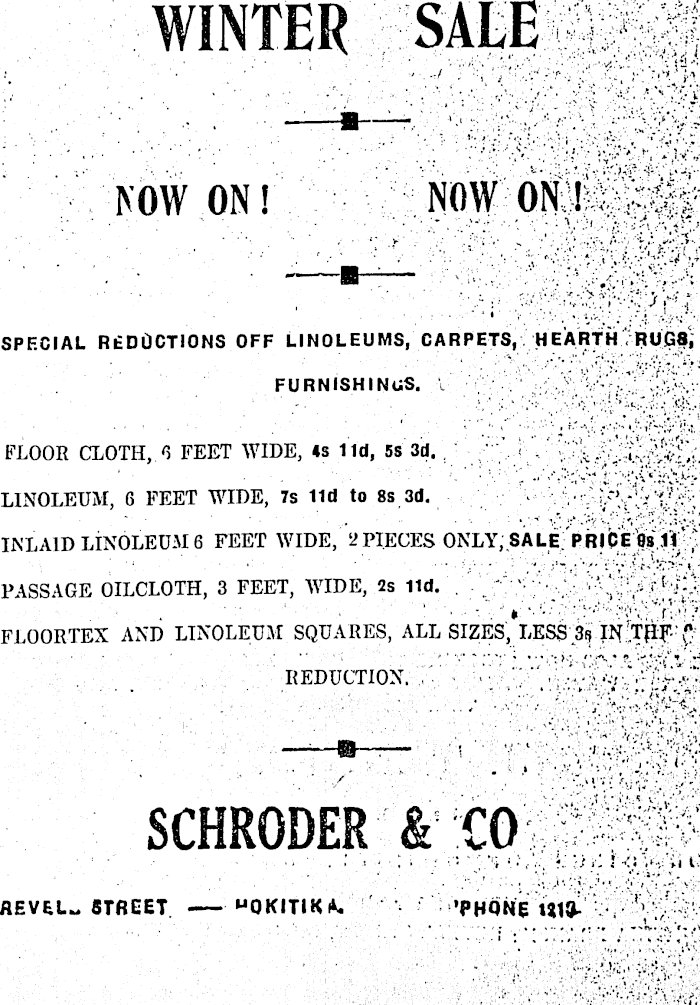 WINTER SALE
NOW ON! NOW ON!
SPECIAL REDUCTIONS OFF LINOLEUMS, CARPETS, HEARTH RUGS,
FURNISHINGS.
FLOOR CLOTH, 6 FEET WIDE, 4s 11d, 5s 3d.
LINOLEUM, 6 FEET WIDE, 7s 11d to 8s 3d.
INLAID LINOLEUM 6 FEET WIDE, 2 PIECES ONLY, SALE PRICE 9s 11
PASSAGE OILCLOTH, 3 FEET, WIDE, 2s 11d.
FLOORTEX AND LINOLEUM SQUARES, ALL SIZES, LESS 3s IN THE
REDUCTION.
SCHRODER & CO
REVELL STREET — HOKITIKA. 'PHONE